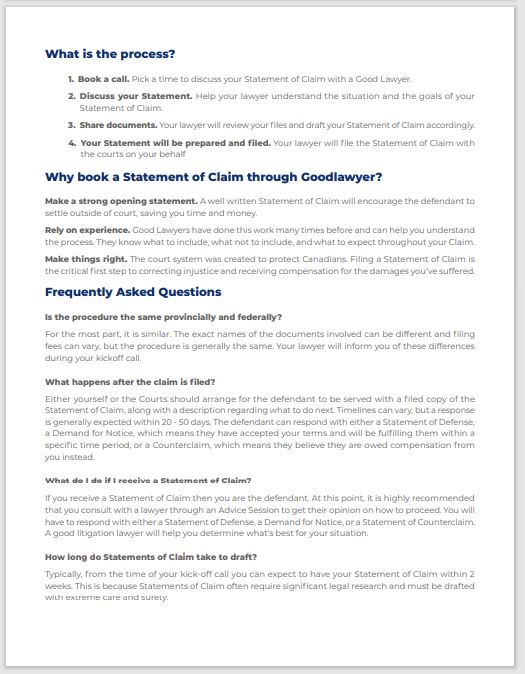 What is the process?
1. Book a call. Pick a time to discuss your Statement of Claim with a Good Lawyer.
2. Discuss your Statement. Help your lawyer understand the situation and the goals of your
Statement of Claim.
3. Share documents. Your lawyer will review your files and draft your Statement of Claim accordingly.
4. Your Statement will be prepared and filed. Your lawyer will file the Statement of Claim with
the courts on your behalf
Why book a Statement of Claim through Goodlawyer?
Make a strong opening statement. A well written Statement of Claim will encourage the defendant to
settle outside of court, saving you time and money.
Rely on experience. Good Lawyers have done this work many times before and can help you understand
the process. They know what to include, what not to include, and what to expect throughout your Claim.
Make things right. The court system was created to protect Canadians. Filing a Statement of Claim is
the critical first step to correcting injustice and receiving compensation for the damages you've suffered.
Frequently Asked Questions
Is the procedure the same provincially and federally?
For the most part, it is similar. The exact names of the documents involved can be different and filing
fees can vary, but the procedure is generally the same. Your lawyer will inform you of these differences
during your kickoff call.
What happens after the claim is filed?
Either yourself or the Courts should arrange for the defendant to be served with a filed copy of the
Statement of Claim, along with a description regarding what to do next. Timelines can vary, but a response
is generally expected within 20 - 50 days. The defendant can respond with either a Statement of Defense,
a Demand for Notice, which means they have accepted your terms and will be fulfilling them within a
specific time period, or a Counterclaim, which means they believe they are owed compensation from
you instead.
What do I do if I receive a Statement of Claim?
If you receive a Statement of Claim then you are the defendant. At this point, it is highly recommended
that you consult with a lawyer through an Advice Session to get their opinion on how to proceed. You will
have to respond with either a Statement of Defense, a Demand for Notice, or a Statement of Counterclaim.
A good litigation lawyer will help you determine what's best for your situation.
How long do Statements of Claim take to draft?
Typically, from the time of your kick-off call you can expect to have your Statement of Claim within 2
weeks. This is because Statements of Claim often require significant legal research and must be drafted
with extreme care and surety.